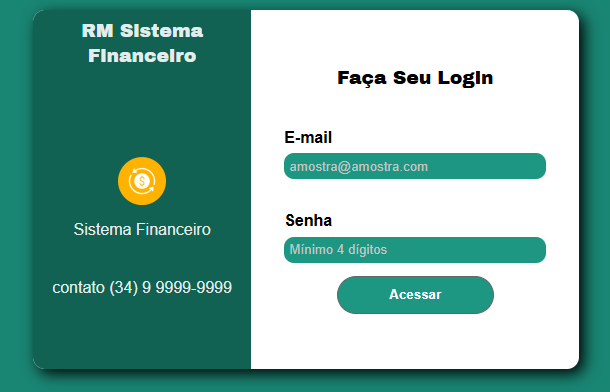 RM Sistema
Financeiro
$
Sistema Financeiro
contato (34) 9 9999-9999
Faça Seu Login
E-mail
amostra@amostra.com
Senha
Mínimo 4 dígitos
Acessar